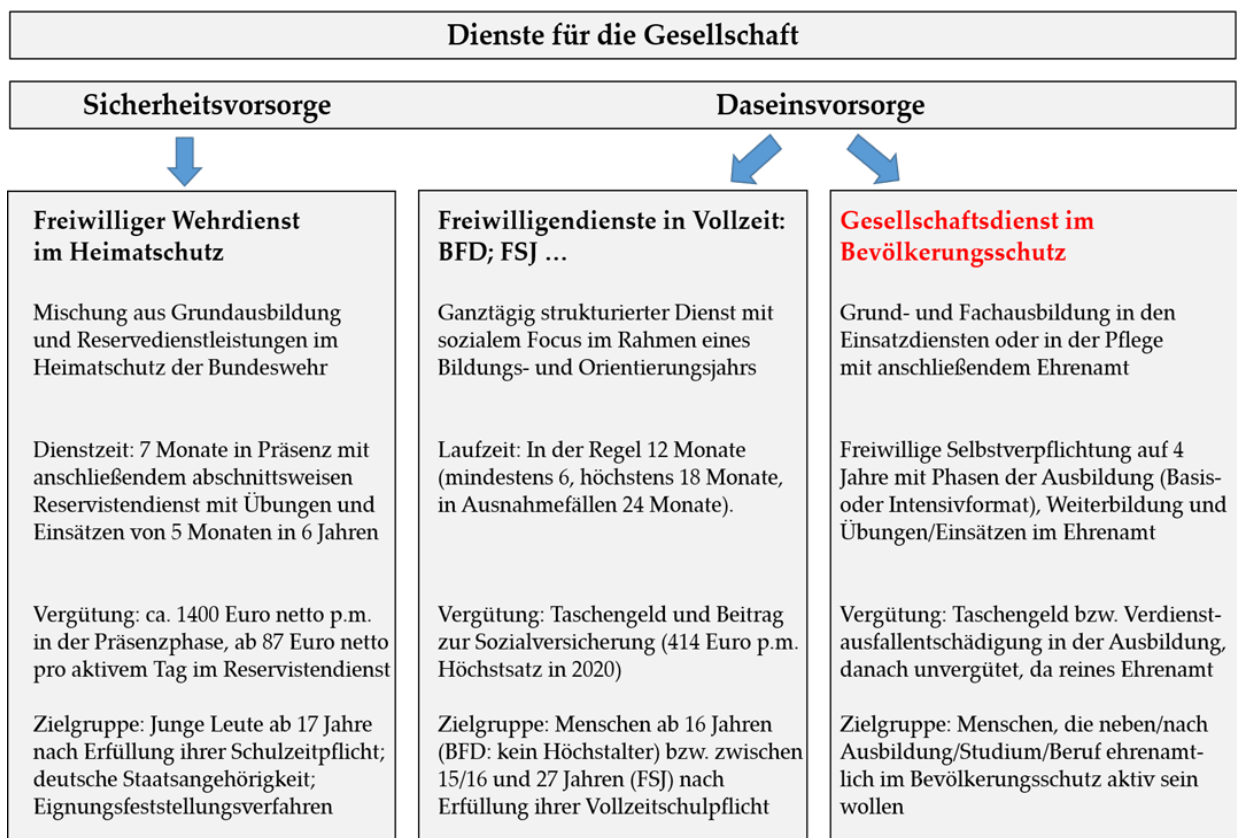 Dienste für die Gesellschaft
Sicherheitsvorsorge
Daseinsvorsorge
Freiwilliger Wehrdienst
im Heimatschutz
Mischung aus Grundausbildung
und Reservedienstleistungen im
Heimatschutz der Bundeswehr
Dienstzeit: 7 Monate in Präsenz mit
anschließendem abschnittsweisen
Reservistendienst mit Übungen und
Einsätzen von 5 Monaten in 6 Jahren
Vergütung: ca. 1400 Euro netto p.m.
in der Präsenzphase, ab 87 Euro netto
pro aktivem Tag im Reservistendienst
Zielgruppe: Junge Leute ab 17 Jahre
nach Erfüllung ihrer Schulzeitpflicht;
deutsche Staatsangehörigkeit;
Eignungsfeststellungsverfahren
Freiwilligendienste in Vollzeit:
BFD; FSJ …
Ganztägig strukturierter Dienst mit
sozialem Focus im Rahmen eines
Bildungs- und Orientierungsjahrs
Laufzeit: In der Regel 12 Monate
(mindestens 6, höchstens 18 Monate,
in Ausnahmefällen 24 Monate).
Vergütung: Taschengeld und Beitrag
zur Sozialversicherung (414 Euro p.m.
Höchstsatz in 2020)
Zielgruppe: Menschen ab 16 Jahren
(BFD: kein Höchstalter) bzw. zwischen
15/16 und 27 Jahren (FSJ) nach
Erfüllung ihrer Vollzeitschulpflicht
Gesellschaftsdienst im
Bevölkerungsschutz
Grund- und Fachausbildung in den
Einsatzdiensten oder in der Pflege
mit anschließendem Ehrenamt
Freiwillige Selbstverpflichtung auf 4
Jahre mit Phasen der Ausbildung (Basis-
oder Intensivformat), Weiterbildung und
Übungen/Einsätzen im Ehrenamt
Vergütung: Taschengeld bzw. Verdienst-
ausfallentschädigung in der Ausbildung,
danach unvergütet, da reines Ehrenamt
Zielgruppe: Menschen, die neben/nach
Ausbildung/Studium/Beruf ehrenamt-
lich im Bevölkerungsschutz aktiv sein
wollen